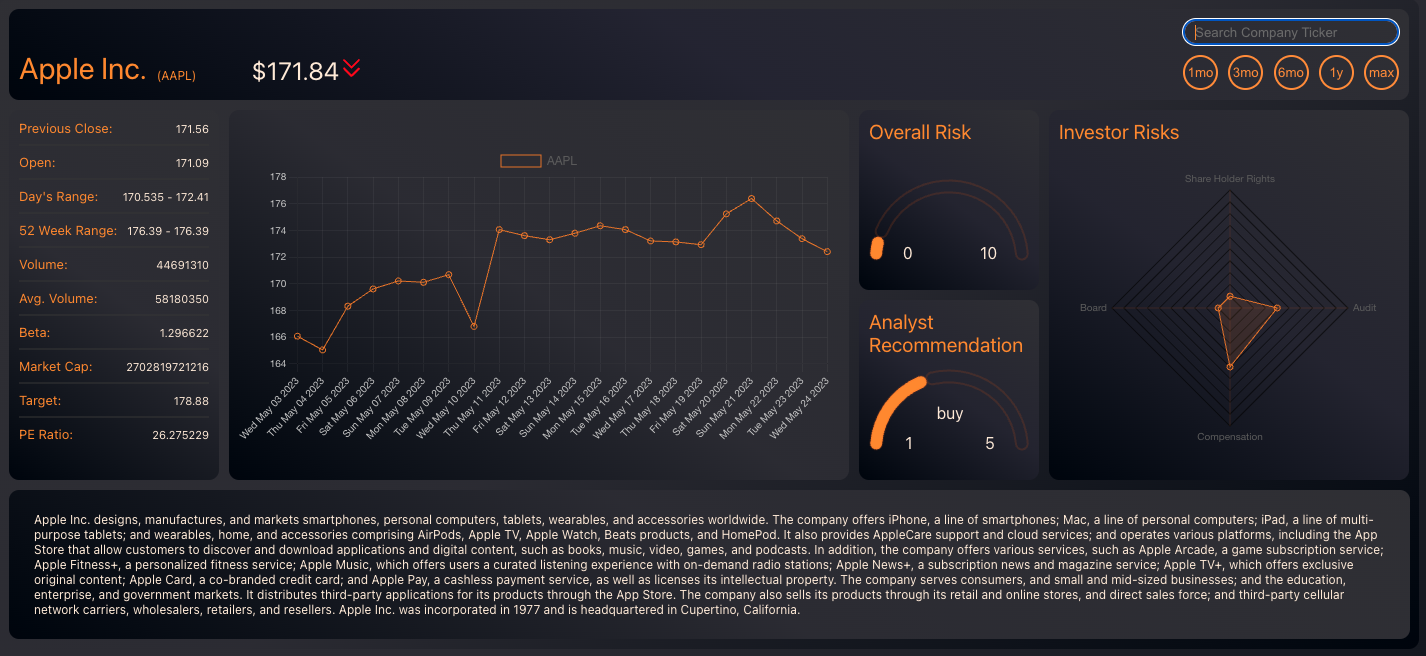 Apple Inc. (AAPL) $171.84
Search Company Ticker
1mo 3mo 6mo 1y max
Previous Close: 171.56
Open: 171.09
Day's Range: 170.535 - 172.41
52 Week Range: 176.39 - 176.39
Volume: 44691310
Avg. Volume: 58180350
Beta: 1.296622
Market Cap: 2702819721216
Target: 178.88
PE Ratio: 26.275229
AAPL
178
176
174
172
170
168
166
164
Wed May 03 2023
Thu May 04 2023
Fri May 05 2023
Sat May 06 2023
Sun May 07 2023
Mon May 08 2023
Tue May 09 2023
Wed May 10 2023
Thu May 11 2023
Fri May 12 2023
Sat May 13 2023
Sun May 14 2023
Mon May 15 2023
Tue May 16 2023
Wed May 17 2023
Thu May 18 2023
Fri May 19 2023
Sat May 20 2023
Sun May 21 2023
Mon May 22 2023
Tue May 23 2023
Wed May 24 2023
Overall Risk
0 10
Analyst
Recommendation
buy
1 5
Investor Risks
Share Holder Rights
Board
Audit
Compensation
Apple Inc. designs, manufactures, and markets smartphones, personal computers, tablets, wearables, and accessories worldwide. The company offers iPhone, a line of smartphones; Mac, a line of personal computers; iPad, a line of multi-
purpose tablets; and wearables, home, and accessories comprising AirPods, Apple TV, Apple Watch, Beats products, and HomePod. It also provides AppleCare support and cloud services; and operates various platforms, including the App
Store that allow customers to discover and download applications and digital content, such as books, music, video, games, and podcasts. In addition, the company offers various services, such as Apple Arcade, a game subscription service;
Apple Fitness+, a personalized fitness service; Apple Music, which offers users a curated listening experience with on-demand radio stations; Apple News+, a subscription news and magazine service; Apple TV+, which offers exclusive
original content; Apple Card, a co-branded credit card; and Apple Pay, a cashless payment service, as well as licenses its intellectual property. The company serves consumers, and small and mid-sized businesses; and the education,
enterprise, and government markets. It distributes third-party applications for its products through the App Store. The company also sells its products through its retail and online stores, and direct sales force; and third-party cellular
network carriers, wholesalers, retailers, and resellers. Apple Inc. was incorporated in 1977 and is headquartered in Cupertino, California.